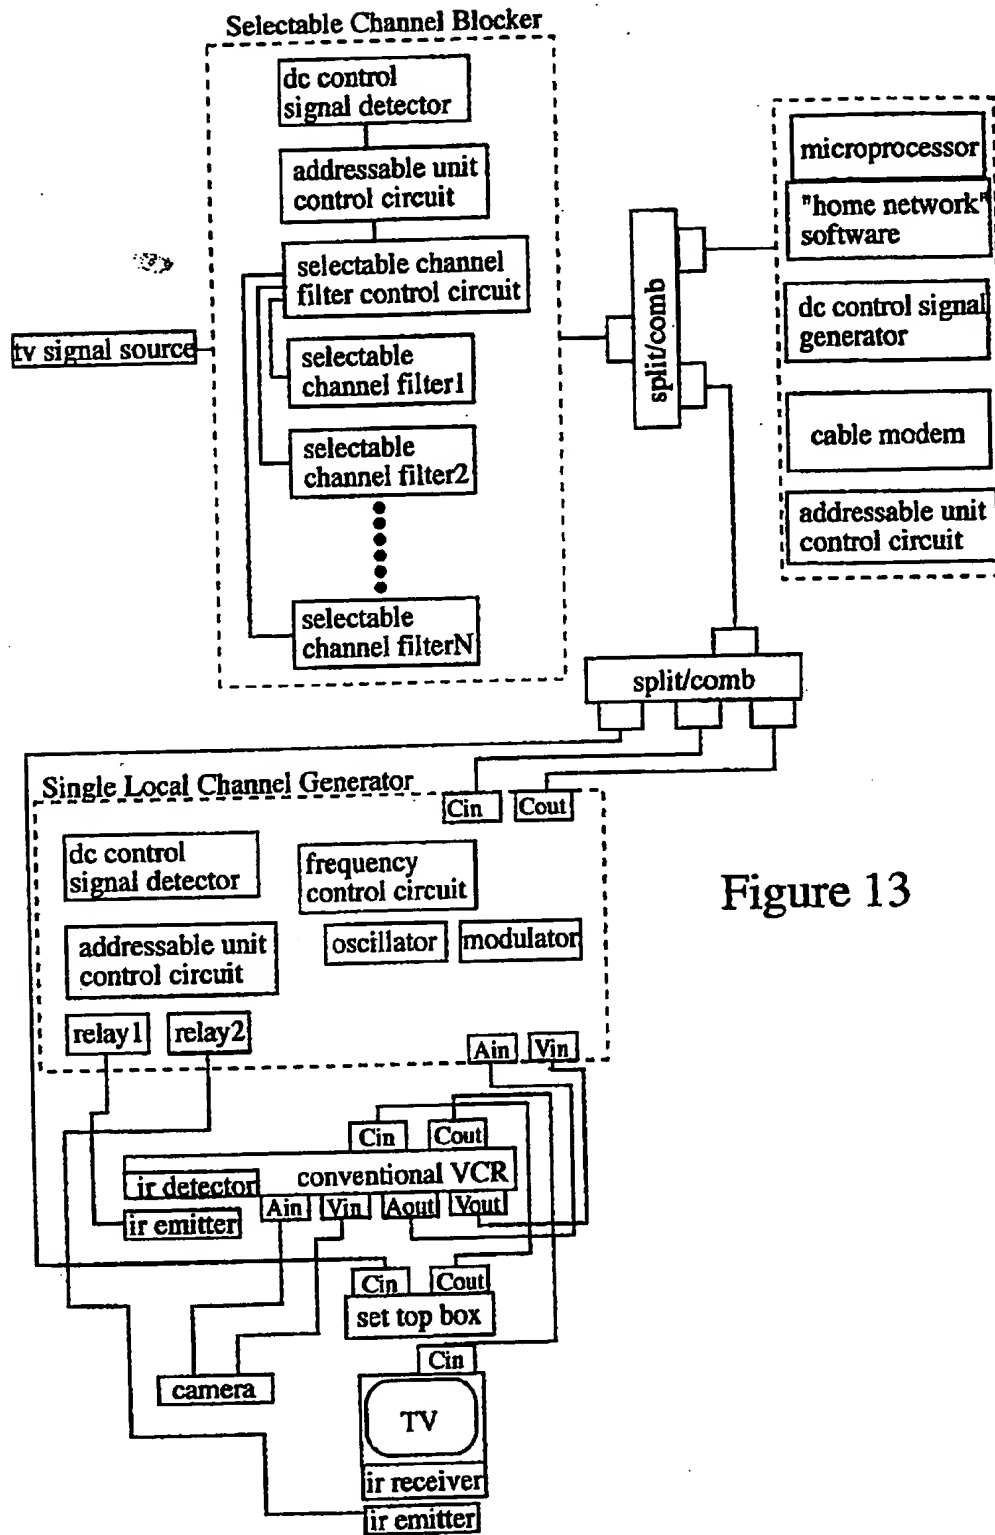 Selectable Channel Blocker
dc control
signal detector
addressable unit
control circuit
selectable channel
filter control circuit
tv signal source
selectable
channel filter1
selectable
channel filter2
selectable
channel filterN
split/comb
microprocessor
"home network"
software
dc control signal
generator
cable modem
addressable unit
control circuit
split/comb
Single Local Channel Generator
Cin
Cout
dc control
signal detector
frequency
control circuit
addressable unit
control circuit
oscillator
modulator
relay1
relay2
Ain
Vin
Figure 13
Cin
Cout
conventional VCR
ir detector
Ain
Vin
Aout
Vout
ir emitter
Cin
Cout
set top box
Cin
camera
TV
ir receiver
ir emitter